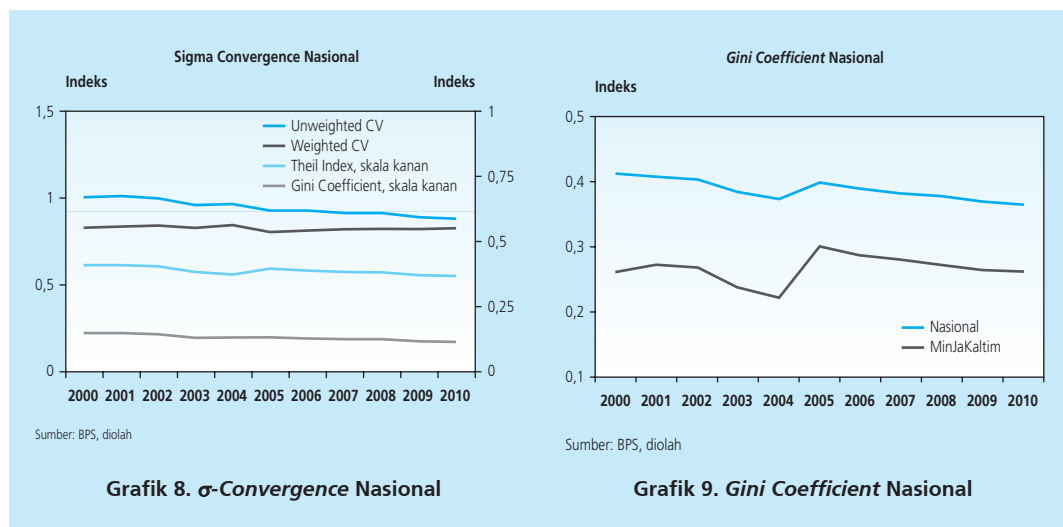 Sigma Convergence Nasional
Indeks
Indeks
1,5
1
0,5
0
1
0,75
0,5
0,25
0
Unweighted CV
Weighted CV
Theil Index, skala kanan
Gini Coefficient, skala kanan
2000 2001 2002 2003 2004 2005 2006 2007 2008 2009 2010
Sumber: BPS, diolah
Grafik 8. σ-Convergence Nasional
Gini Coefficient Nasional
Indeks
0,5
0,4
0,3
0,2
0,1
Nasional
MinJaKaltim
2000 2001 2002 2003 2004 2005 2006 2007 2008 2009 2010
Sumber: BPS, diolah
Grafik 9. Gini Coefficient Nasional